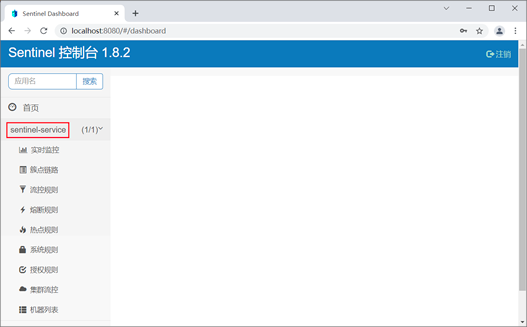 Sentinel Dashboard
localhost:8080/#/dashboard
Sentinel 控制台 1.8.2
注销
应用名
搜索
首页
sentinel-service (1/1)
实时监控
簇点链路
流控规则
熔断规则
热点规则
系统规则
授权规则
集群流控
机器列表